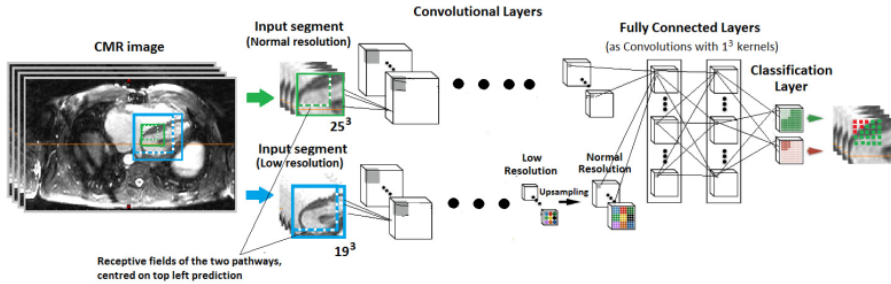 CMR image
Input segment
(Normal resolution)
25³
Input segment
(Low resolution)
19³
Receptive fields of the two pathways,
centred on top left prediction
Convolutional Layers
Low
Resolution
Upsampling
Normal
Resolution
Fully Connected Layers
(as Convolutions with 1³ kernels)
Classification
Layer